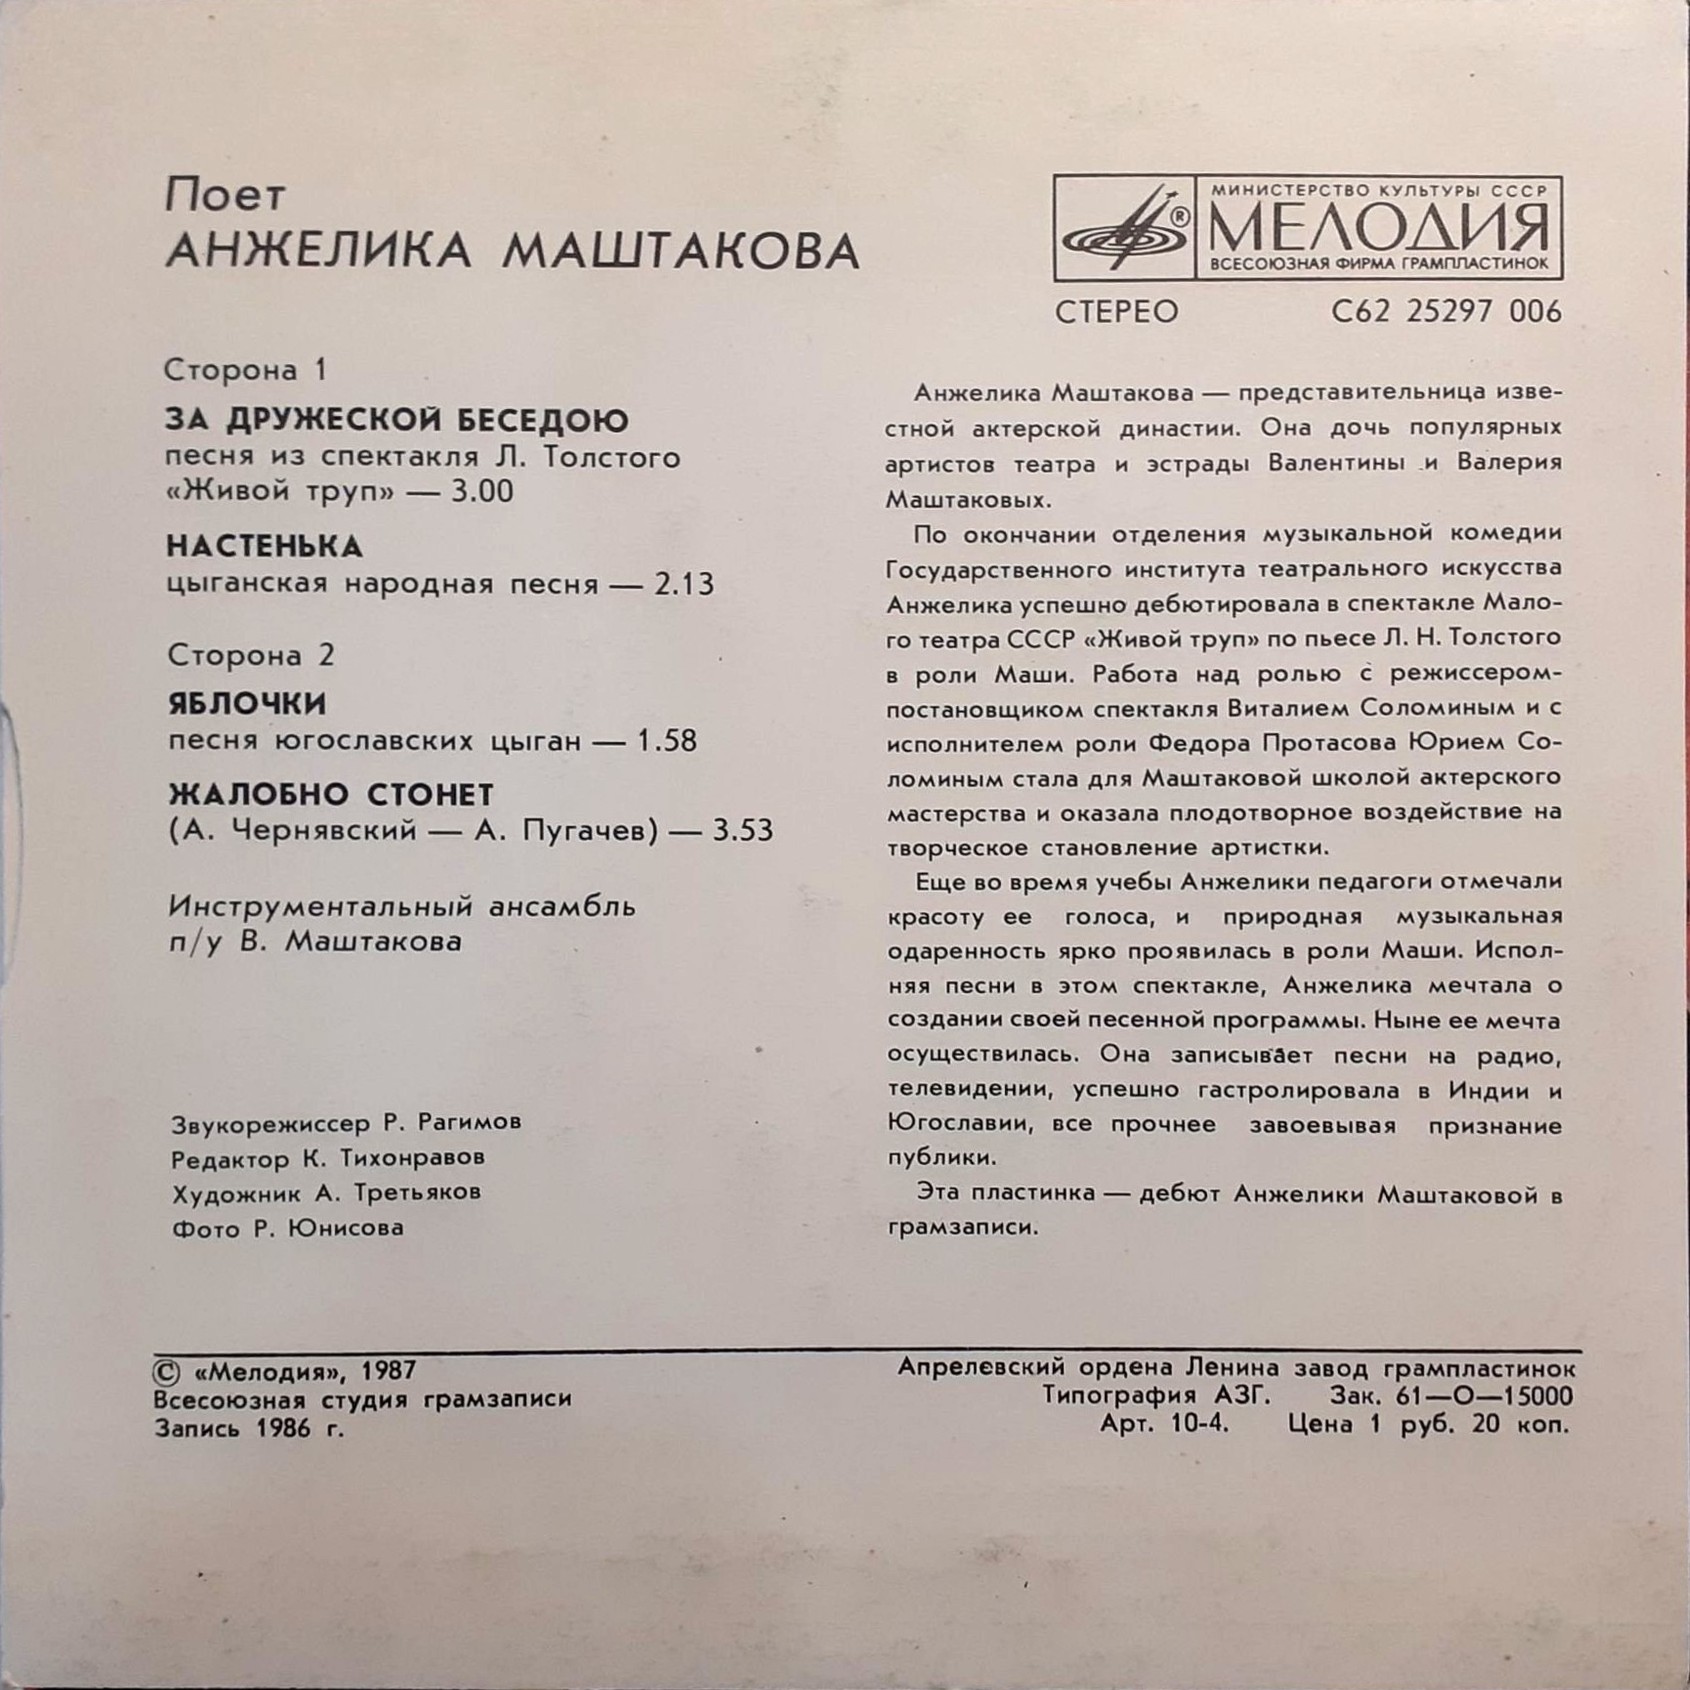 Поет
АНЖЕЛИКА МАШТАКОВА
МИНИСТЕРСТВО КУЛЬТУРЫ СССР
МЕЛОДИЯ
ВСЕСОЮЗНАЯ ФИРМА ГРАМПЛАСТИНОК
®
СТЕРЕО С62 25297 006
Сторона 1
ЗА ДРУЖЕСКОЙ БЕСЕДОЮ
песня из спектакля Л. Толстого
«Живой труп» — 3.00
НАСТЕНЬКА
цыганская народная песня — 2.13
Сторона 2
ЯБЛОЧКИ
песня югославских цыган — 1.58
ЖАЛОБНО СТОНЕТ
(А. Чернявский — А. Пугачев) — 3.53
Инструментальный ансамбль
п/у В. Маштакова
Звукорежиссер Р. Рагимов
Редактор К. Тихонравов
Художник А. Третьяков
Фото Р. Юнисова
Анжелика Маштакова — представительница изве-
стной актерской династии. Она дочь популярных
артистов театра и эстрады Валентины и Валерия
Маштаковых.
По окончании отделения музыкальной комедии
Государственного института театрального искусства
Анжелика успешно дебютировала в спектакле Мало-
го театра СССР «Живой труп» по пьесе Л. Н. Толстого
в роли Маши. Работа над ролью с режиссером-
постановщиком спектакля Виталием Соломиным и с
исполнителем роли Федора Протасова Юрием Со-
ломиным стала для Маштаковой школой актерского
мастерства и оказала плодотворное воздействие на
творческое становление артистки.
Еще во время учебы Анжелики педагоги отмечали
красоту ее голоса, и природная музыкальная
одаренность ярко проявилась в роли Маши. Испол-
няя песни в этом спектакле, Анжелика мечтала о
создании своей песенной программы. Ныне ее мечта
осуществилась. Она записывает песни на радио,
телевидении, успешно гастролировала в Индии и
Югославии, все прочнее завоевывая признание
публики.
Эта пластинка — дебют Анжелики Маштаковой в
грамзаписи.
© «Мелодия», 1987
Всесоюзная студия грамзаписи
Запись 1986 г.
Апрелевский ордена Ленина завод грампластинок
Типография АЗГ. Зак. 61—О—15000
Арт. 10-4. Цена 1 руб. 20 коп.